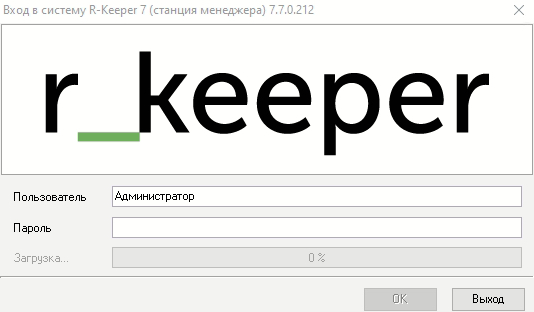 Вход в систему R-Keeper 7 (станция менеджера) 7.7.0.212
r_keeper
Пользователь Администратор
Пароль
Загрузка... 0 %
OK Выход